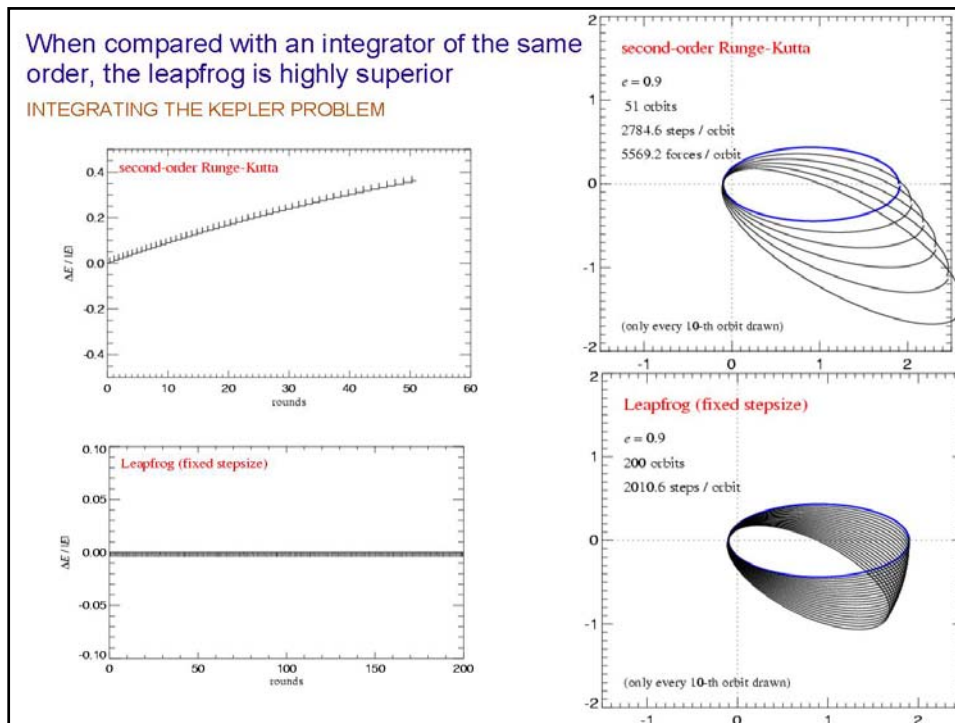 When compared with an integrator of the same
order, the leapfrog is highly superior
INTEGRATING THE KEPLER PROBLEM
second-order Runge-Kutta
0.4
0.2
0.0
-0.2
-0.4
ΔE / |E|
0 10 20 30 40 50 60
rounds
Leapfrog (fixed stepsize)
0.10
0.05
0.00
-0.05
-0.10
ΔE / |E|
0 50 100 150 200
rounds
second-order Runge-Kutta
e = 0.9
51 orbits
2784.6 steps / orbit
5569.2 forces / orbit
(only every 10-th orbit drawn)
2
1
0
-1
-2
-1 0 1 2
Leapfrog (fixed stepsize)
e = 0.9
200 orbits
2010.6 steps / orbit
(only every 10-th orbit drawn)
2
1
0
-1
-2
-1 0 1 2